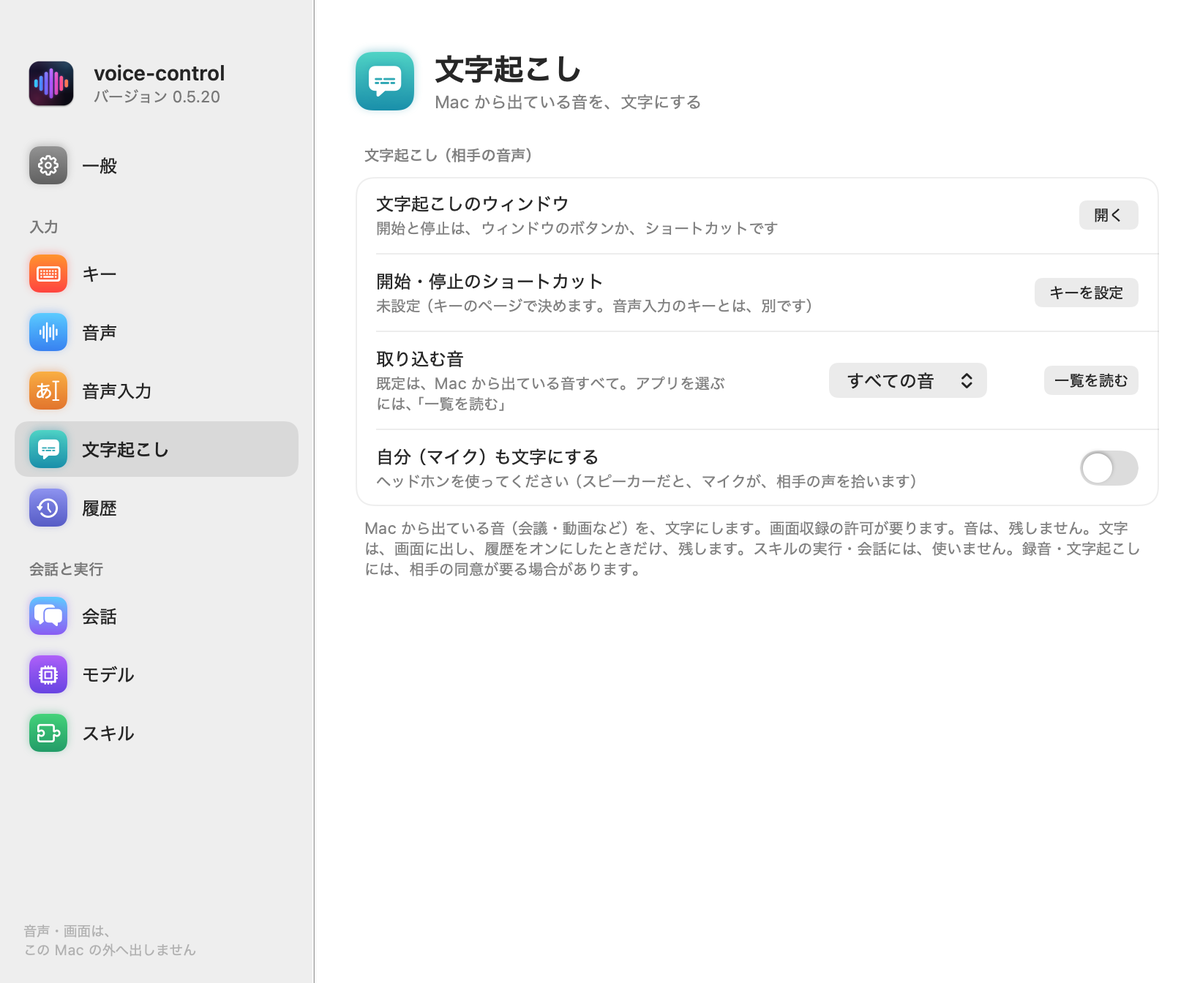 voice-control
バージョン 0.5.20
一般
入力
キー
音声
あ
音声入力
文字起こし
履歴
会話と実行
会話
モデル
スキル
音声・画面は、
この Mac の外へ出しません
文字起こし
Mac から出ている音を、文字にする
文字起こし（相手の音声）
文字起こしのウィンドウ
開始と停止は、ウィンドウのボタンか、ショートカットです
開く
開始・停止のショートカット
未設定（キーのページで決めます。音声入力のキーとは、別です）
キーを設定
取り込む音
既定は、Mac から出ている音すべて。アプリを選ぶ
には、「一覧を読む」
すべての音
一覧を読む
自分（マイク）も文字にする
ヘッドホンを使ってください（スピーカーだと、マイクが、相手の声を拾います）
Mac から出ている音（会議・動画など）を、文字にします。画面収録の許可が要ります。音は、残しません。文字
は、画面に出し、履歴をオンにしたときだけ、残します。スキルの実行・会話には、使いません。録音・文字起こし
には、相手の同意が要る場合があります。